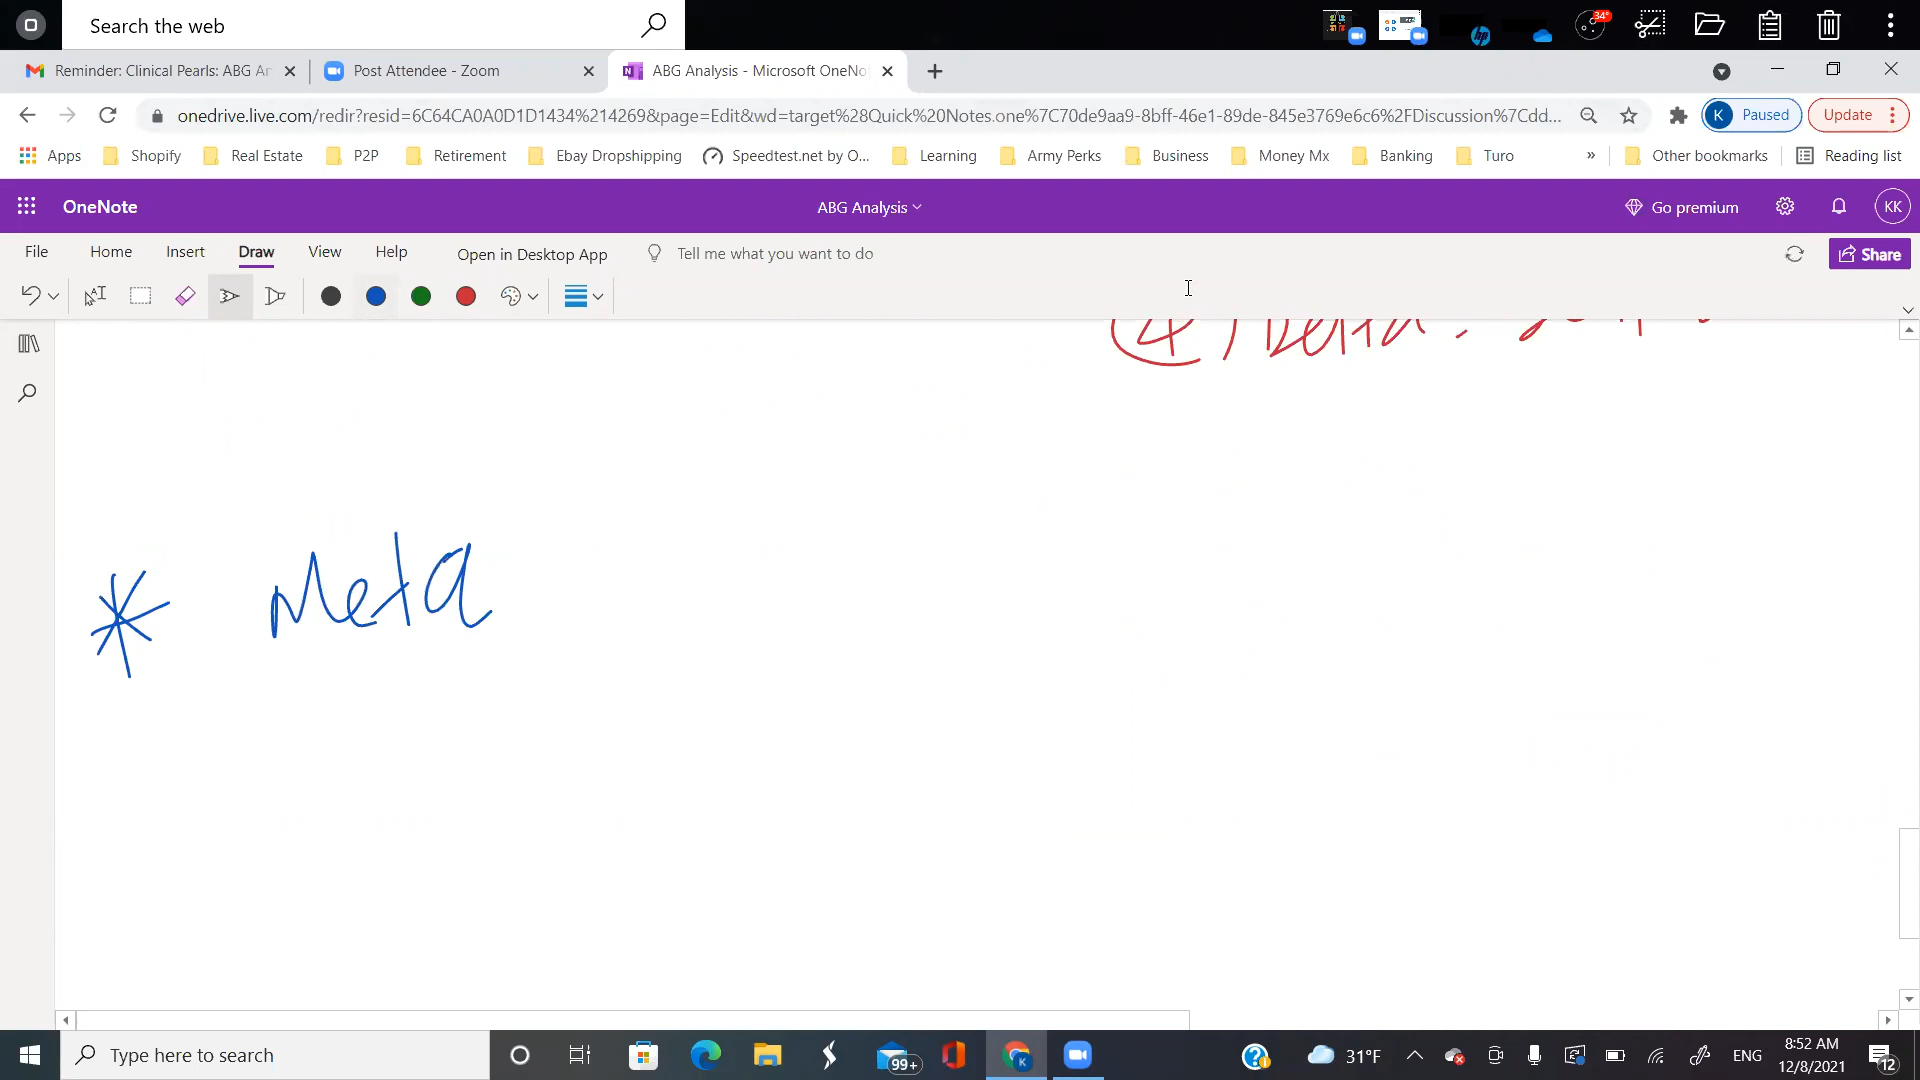 Search the web
34°
Reminder: Clinical Pearls: ABG Ar
Post Attendee - Zoom
ABG Analysis - Microsoft OneNo
onedrive.live.com/redir?resid=6C64CA0A0D1D1434%214269&page=Edit&wd=target%28Quick%20Notes.one%7C70de9aa9-8bff-46e1-89de-845e3769e6c6%2FDiscussion%7Cdd...
K Paused
Update
Apps Shopify Real Estate P2P Retirement Ebay Dropshipping Speedtest.net by O... Learning Army Perks Business Money Mx Banking Turo » Other bookmarks Reading list
OneNote
ABG Analysis
Go premium
KK
File Home Insert Draw View Help Open in Desktop App Tell me what you want to do
Share
4) Delta:
* Meta
Type here to search
99+
31°F
ENG
8:52 AM
12/8/2021
12